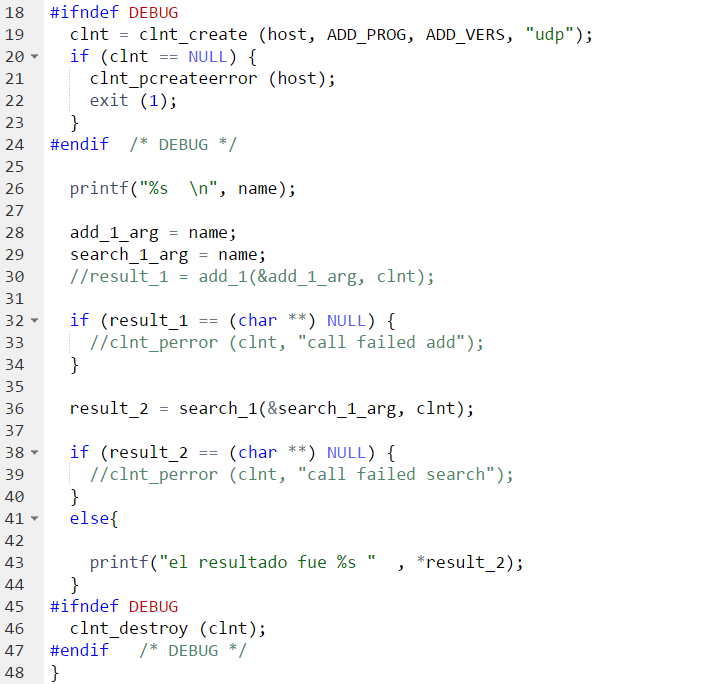 18 #ifndef DEBUG
19   clnt = clnt_create (host, ADD_PROG, ADD_VERS, "udp");
20   if (clnt == NULL) {
21     clnt_pcreateerror (host);
22     exit (1);
23   }
24 #endif  /* DEBUG */
25
26   printf("%s  \n", name);
27
28   add_1_arg = name;
29   search_1_arg = name;
30   //result_1 = add_1(&add_1_arg, clnt);
31
32   if (result_1 == (char **) NULL) {
33     //clnt_perror (clnt, "call failed add");
34   }
35
36   result_2 = search_1(&search_1_arg, clnt);
37
38   if (result_2 == (char **) NULL) {
39     //clnt_perror (clnt, "call failed search");
40   }
41   else{
42
43     printf("el resultado fue %s "  , *result_2);
44   }
45 #ifndef DEBUG
46   clnt_destroy (clnt);
47 #endif   /* DEBUG */
48 }